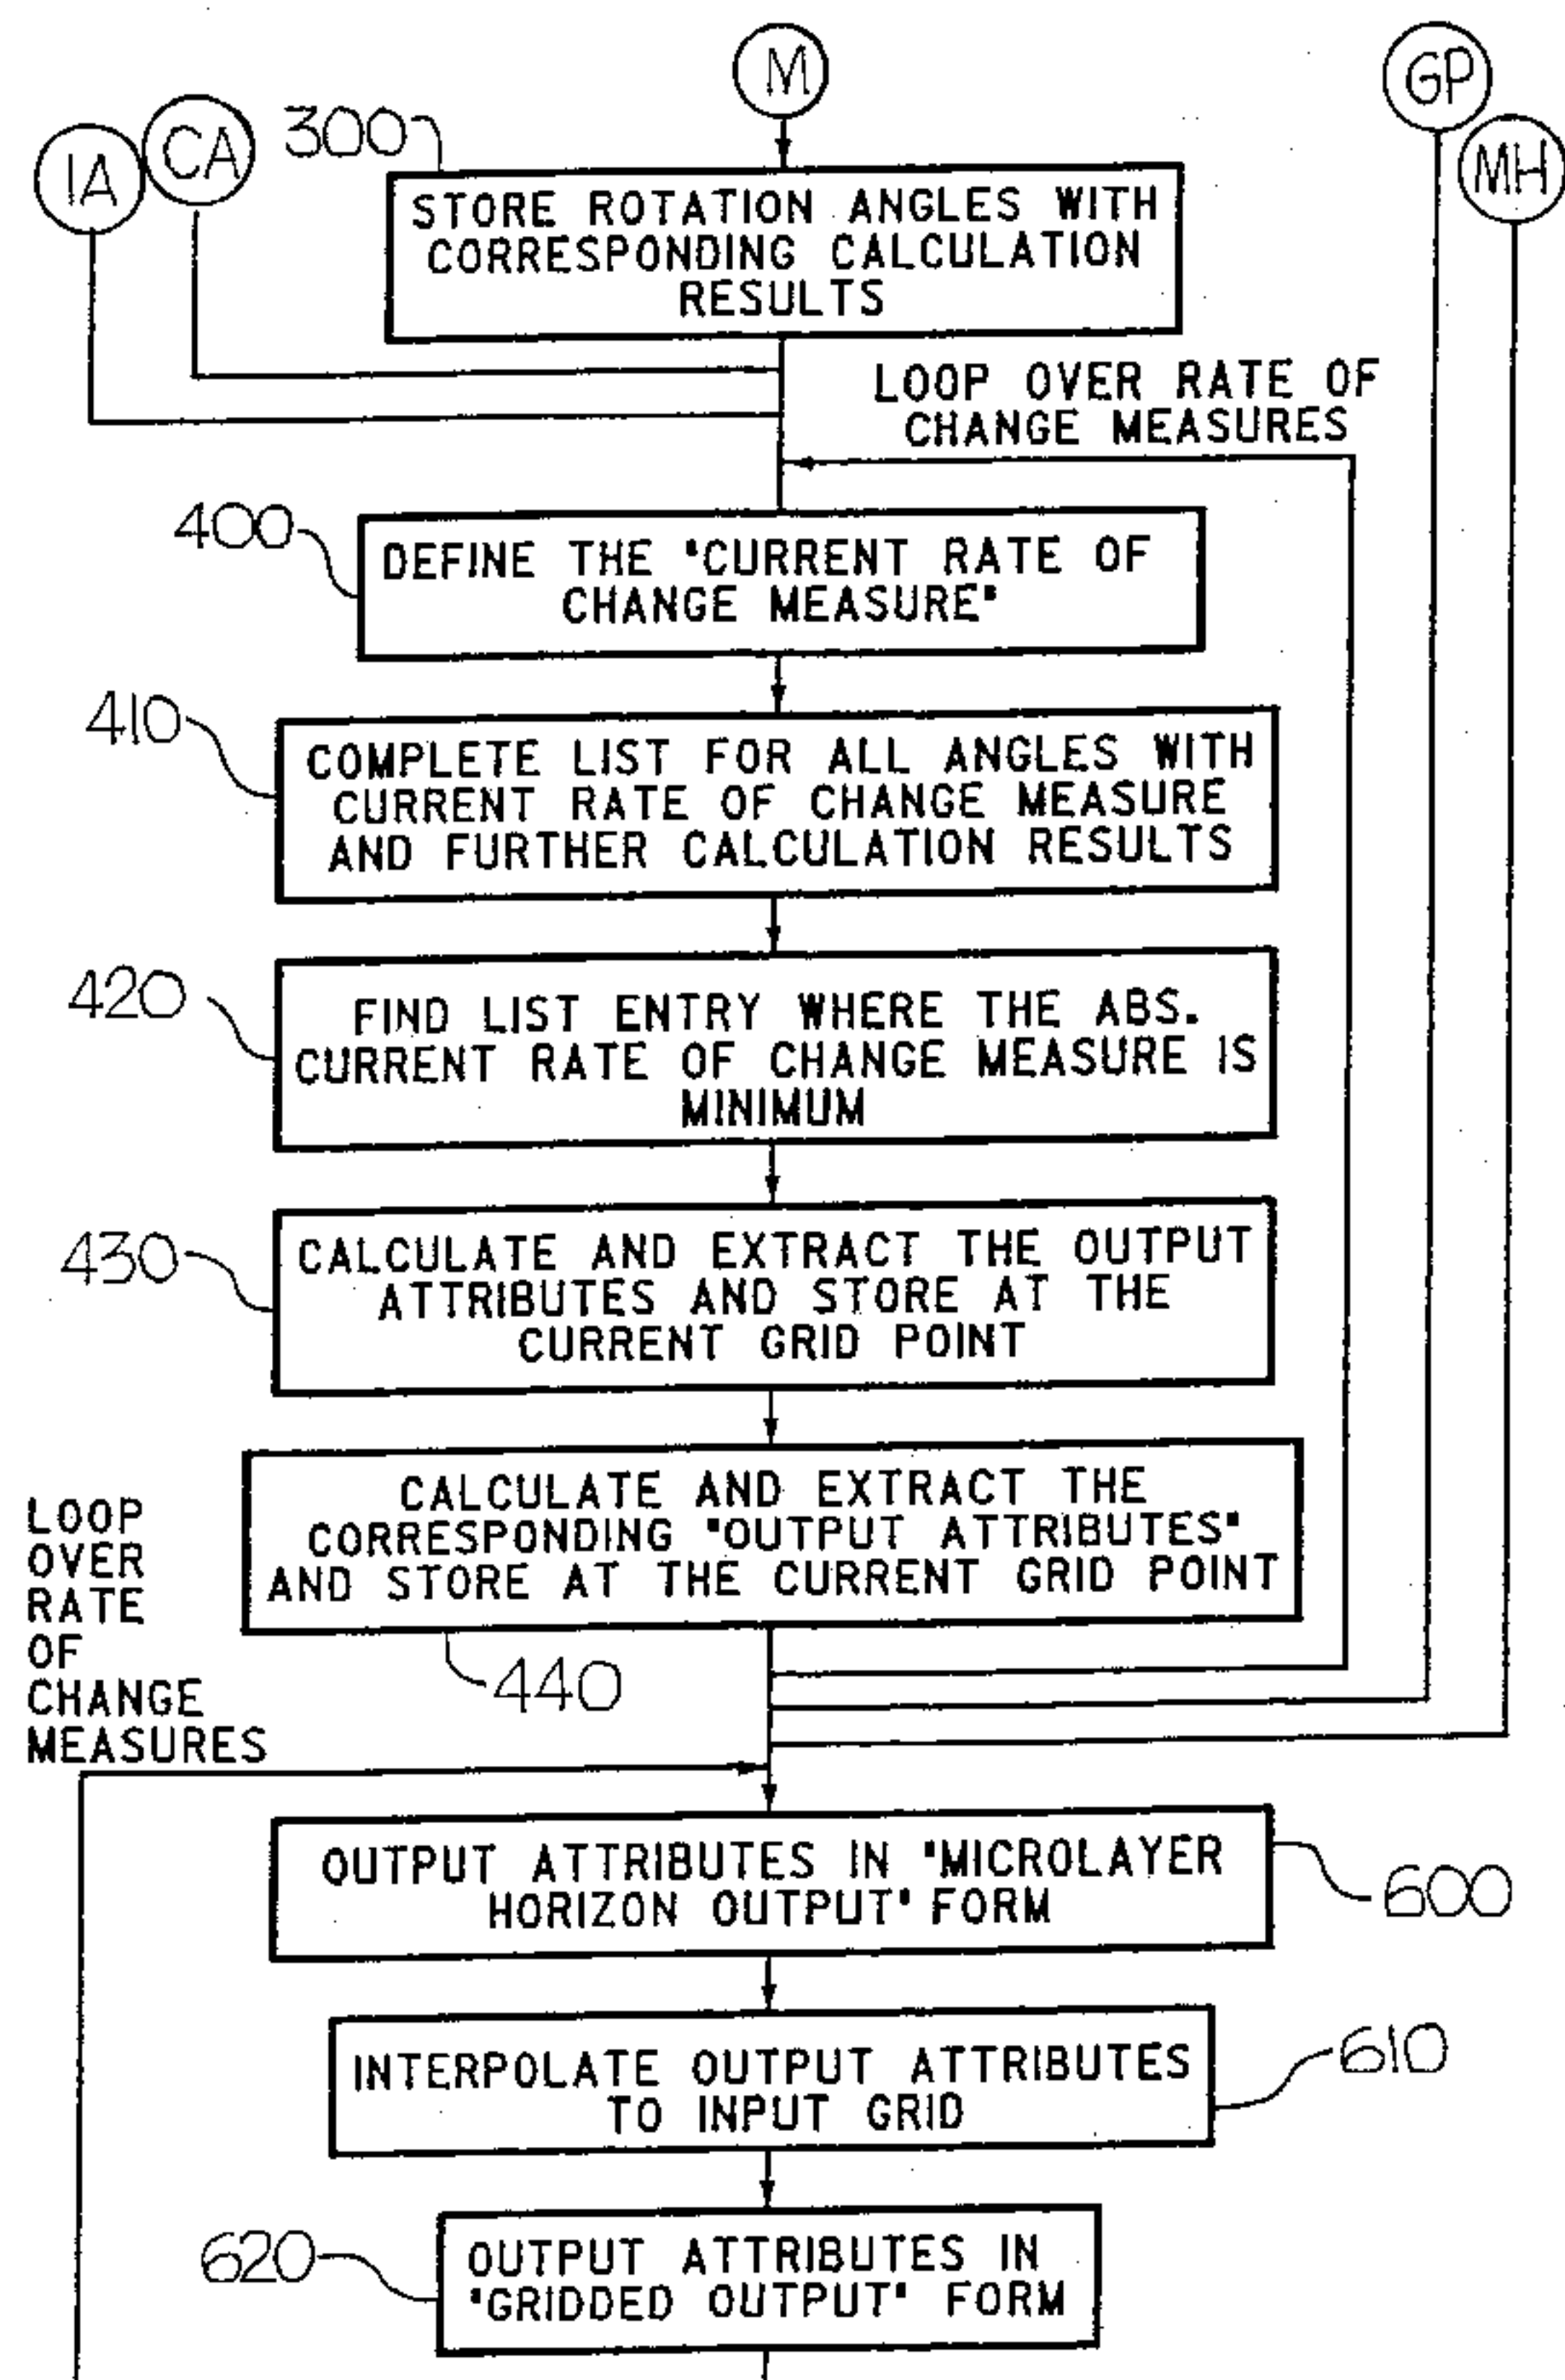 M
GP
MH
IA
CA
300
STORE ROTATION ANGLES WITH
CORRESPONDING CALCULATION
RESULTS
LOOP OVER RATE OF
CHANGE MEASURES
400
DEFINE THE "CURRENT RATE OF
CHANGE MEASURE"
410
COMPLETE LIST FOR ALL ANGLES WITH
CURRENT RATE OF CHANGE MEASURE
AND FURTHER CALCULATION RESULTS
420
FIND LIST ENTRY WHERE THE ABS.
CURRENT RATE OF CHANGE MEASURE IS
MINIMUM
430
CALCULATE AND EXTRACT THE OUTPUT
ATTRIBUTES AND STORE AT THE
CURRENT GRID POINT
CALCULATE AND EXTRACT THE
CORRESPONDING "OUTPUT ATTRIBUTES"
AND STORE AT THE CURRENT GRID POINT
440
LOOP
OVER
RATE
OF
CHANGE
MEASURES
OUTPUT ATTRIBUTES IN "MICROLAYER
HORIZON OUTPUT" FORM
600
INTERPOLATE OUTPUT ATTRIBUTES
TO INPUT GRID
610
620
OUTPUT ATTRIBUTES IN
"GRIDDED OUTPUT" FORM